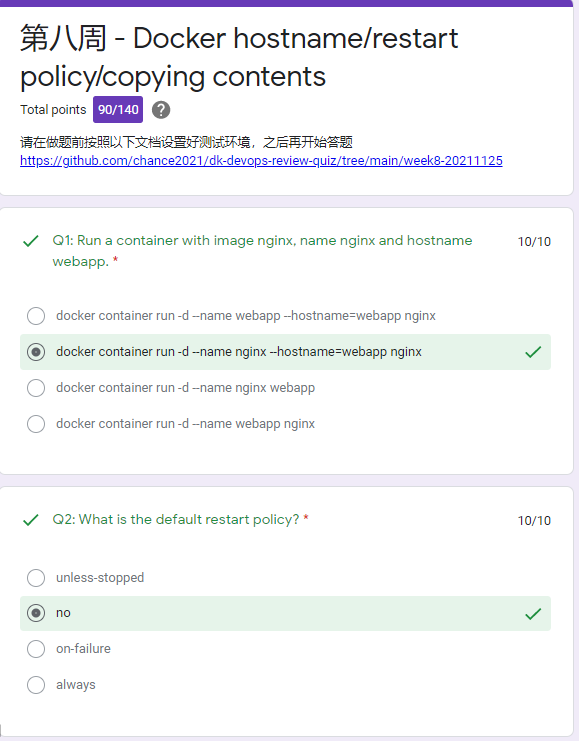 第八周 - Docker hostname/restart
policy/copying contents
Total points 90/140 ?
请在做题前按照以下文档设置好测试环境，之后再开始答题
https://github.com/chance2021/dk-devops-review-quiz/tree/main/week8-20211125
Q1: Run a container with image nginx, name nginx and hostname 10/10
webapp. *
docker container run -d --name webapp --hostname=webapp nginx
docker container run -d --name nginx --hostname=webapp nginx
docker container run -d --name nginx webapp
docker container run -d --name webapp nginx
Q2: What is the default restart policy? * 10/10
unless-stopped
no
on-failure
always